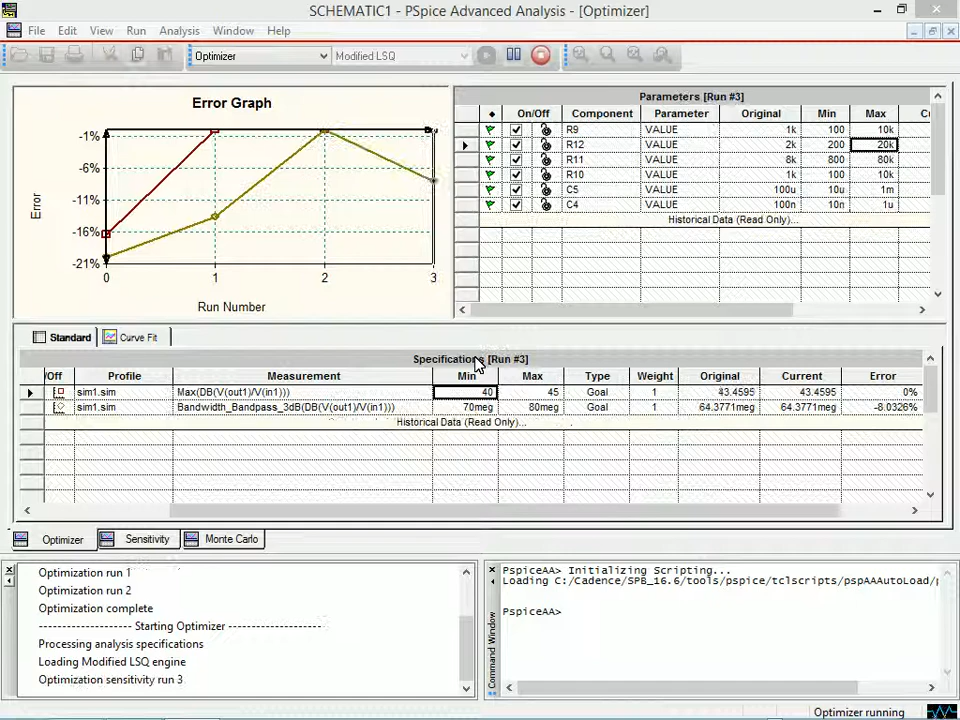 SCHEMATIC1 - PSpice Advanced Analysis - [Optimizer]
File Edit View Run Analysis Window Help
Optimizer Modified LSQ
Error Graph
-1%
-6%
-11%
-16%
-21%
Error
0 1 2 3
Run Number
Parameters [Run #3]
On/Off Component Parameter Original Min Max
R9 VALUE 1k 100 10k
R12 VALUE 2k 200 20k
R11 VALUE 8k 800 80k
R10 VALUE 1k 100 10k
C5 VALUE 100u 10u 1m
C4 VALUE 100n 10n 1u
Historical Data (Read Only)...
Standard Curve Fit
Specifications [Run #3]
/Off Profile Measurement Min Max Type Weight Original Current Error
sim1.sim Max(DB(V(out1)/V(in1))) 40 45 Goal 1 43.4595 43.4595 0%
sim1.sim Bandwidth_Bandpass_3dB(DB(V(out1)/V(in1))) 70meg 80meg Goal 1 64.3771meg 64.3771meg -8.0326%
Historical Data (Read Only)...
Optimizer Sensitivity Monte Carlo
Optimization run 1
Optimization run 2
Optimization complete
------------------- Starting Optimizer -------------------
Processing analysis specifications
Loading Modified LSQ engine
Optimization sensitivity run 3
Command Window
PspiceAA> Initializing Scripting...
Loading C:/Cadence/SPB_16.6/tools/pspice/tclscripts/pspAAAutoLoad/
PspiceAA>
Optimizer running